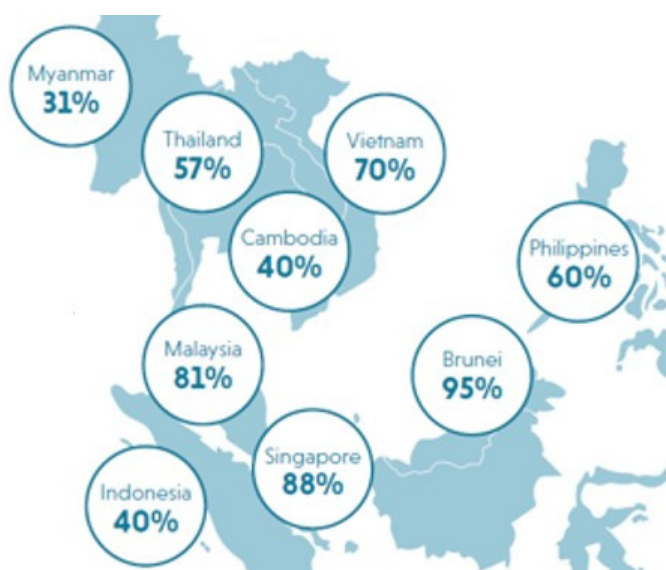 Myanmar
31%
Thailand
57%
Vietnam
70%
Cambodia
40%
Philippines
60%
Malaysia
81%
Brunei
95%
Singapore
88%
Indonesia
40%